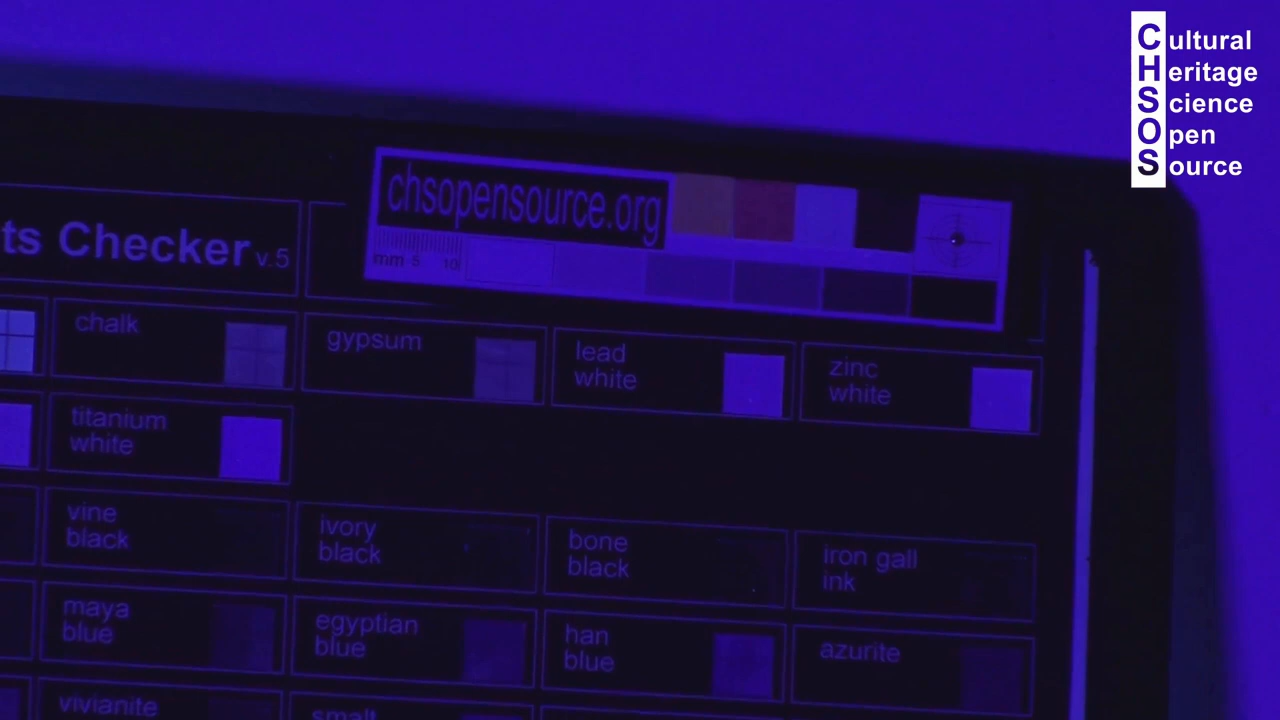 Cultural
Heritage
Science
Open
Source
chsopensource.org
ts Checker v.5
mm 5 10
chalk
gypsum
lead
white
zinc
white
titanium
white
vine
black
ivory
black
bone
black
iron gall
ink
maya
blue
egyptian
blue
han
blue
azurite
vivianite
smalt